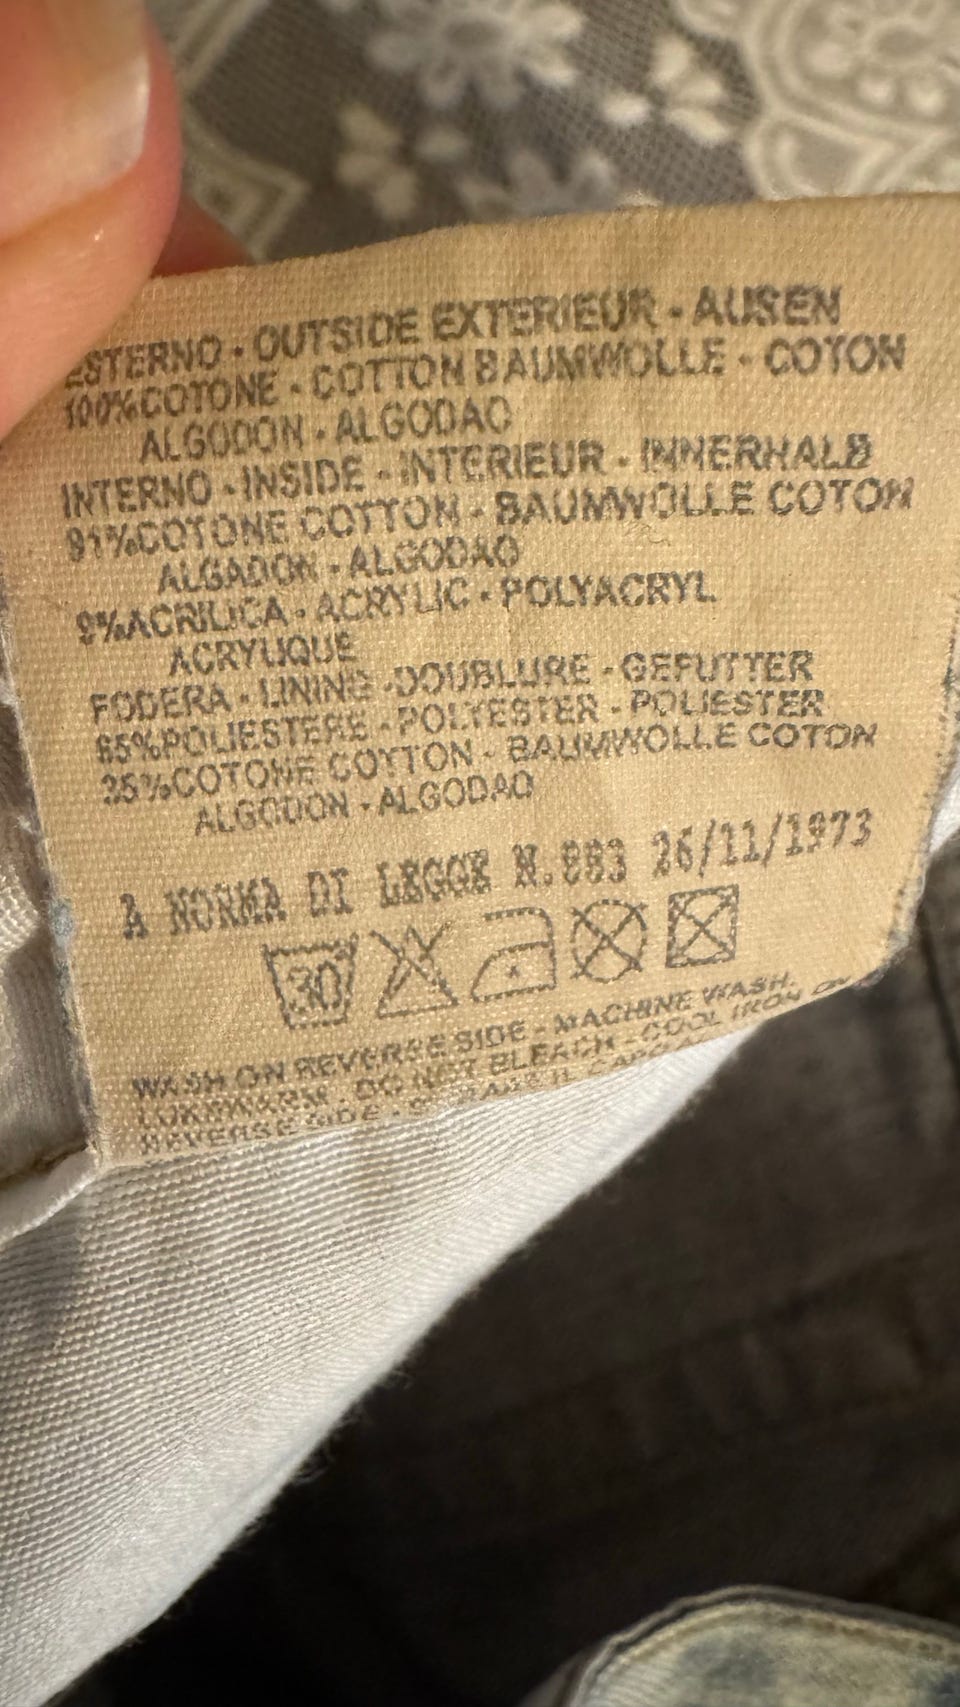 ESTERNO - OUTSIDE EXTERIEUR - AUSEN
100%COTONE - COTTON BAUMWOLLE - COTON
ALGODON - ALGODAO
INTERNO - INSIDE - INTERIEUR - INNERHALB
91%COTONE COTTON - BAUMWOLLE COTON
ALGADON - ALGODAO
9%ACRILICA - ACRYLIC - POLYACRYL
ACRYLIQUE
FODERA - LINING - DOUBLURE - GEFUTTER
65%POLIESTERE - POLYESTER - POLIESTER
35%COTONE COTTON - BAUMWOLLE COTON
ALGODON - ALGODAO
A NORMA DI LEGGE N.883 26/11/1973
30
WASH ON REVERSE SIDE - MACHINE WASH.
LUKEWARM - DO NOT BLEACH - COOL IRON ON
REVERSE SIDE -